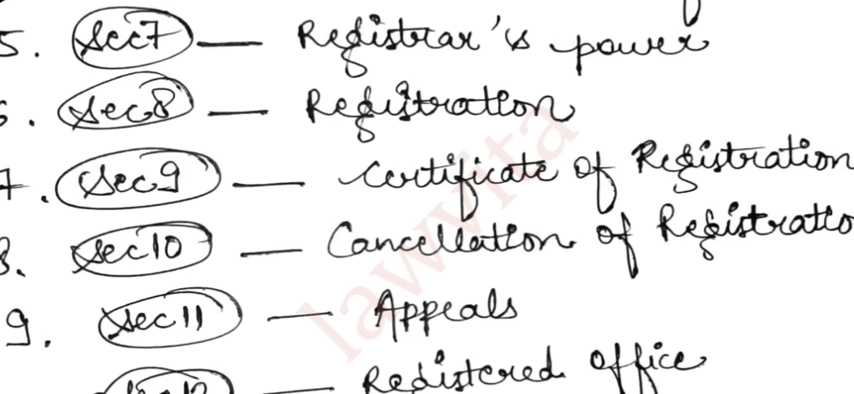 5. Sec7 — Registrar's power
6. Sec8 — Registration
7. Sec9 — Certificate of Registration
8. Sec10 — Cancellation of Registratio
9. Sec11 — Appeals
— Registered office
lawvita